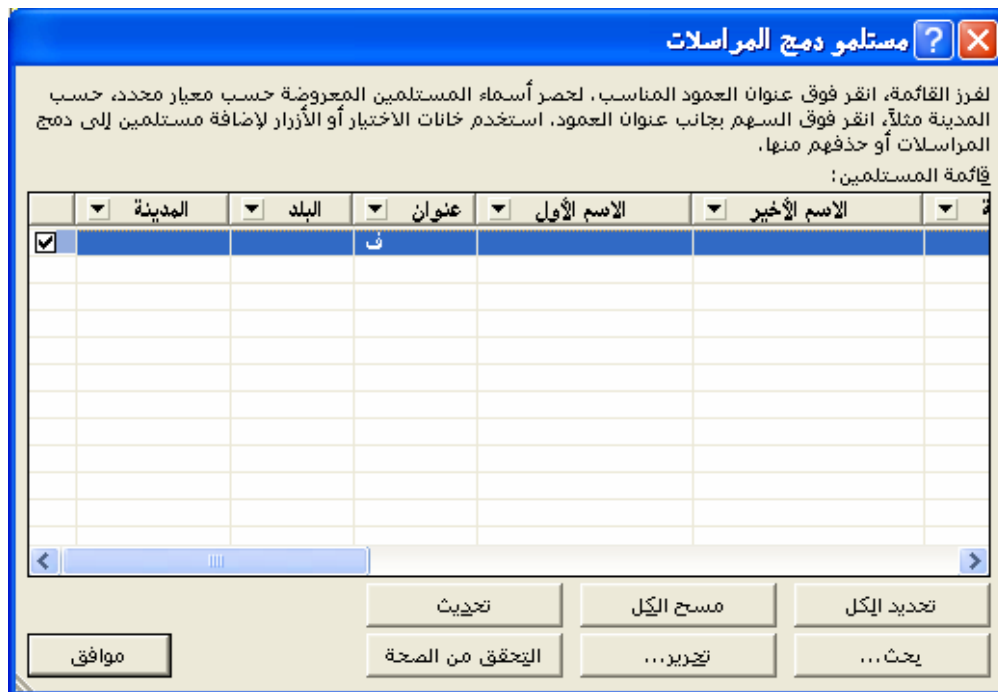 مستلمو دمج المراسلات
لفرز القائمة، انقر فوق عنوان العمود المناسب. لحصر أسماء المستلمين المعروضة حسب معيار محدد، حسب
المدينة مثلاً، انقر فوق السهم بجانب عنوان العمود. استخدم خانات الاختيار أو الأزرار لإضافة مستلمين إلى دمج
المراسلات أو حذفهم منها.
قائمة المستلمين:
ة الاسم الأخير الاسم الأول عنوان البلد المدينة
ف
تحديد الكل مسح الكل تحديث
بحث... تحرير... التحقق من الصحة موافق